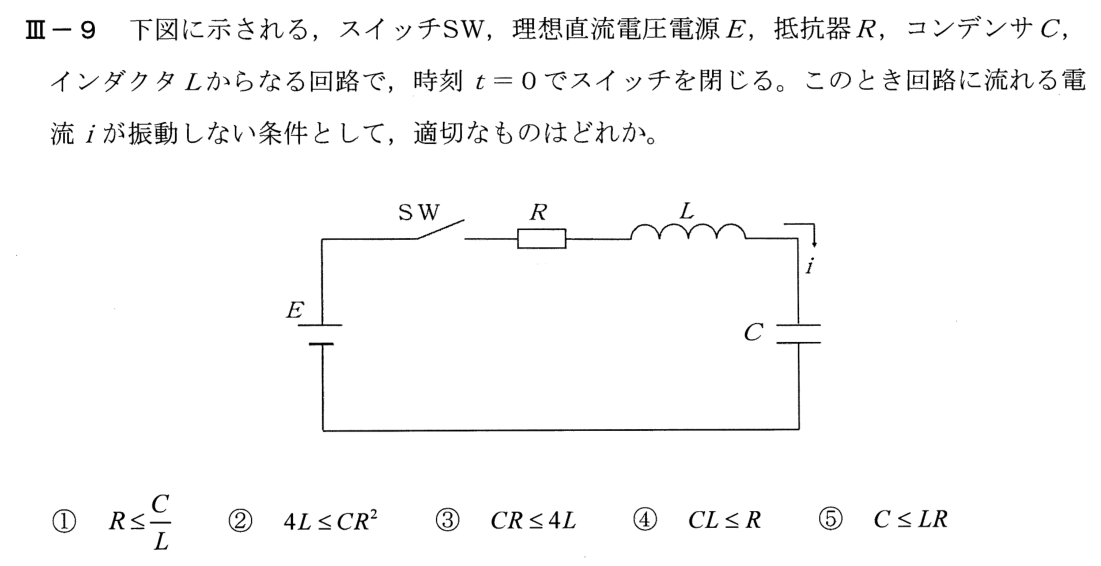 Ⅲ－９ 下図に示される，スイッチSW，理想直流電圧電源E，抵抗器R，コンデンサC，
インダクタLからなる回路で，時刻 t＝０でスイッチを閉じる。このとき回路に流れる電
流 i が振動しない条件として，適切なものはどれか。
SW R L
i
E
C
① R≤C/L ② 4L≤CR² ③ CR≤4L ④ CL≤R ⑤ C≤LR